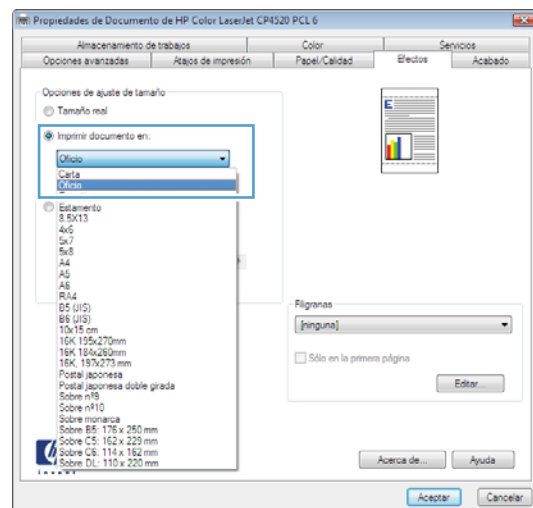 Propiedades de Documento de HP Color LaserJet CP4520 PCL 6
Almacenamiento de trabajos
Color
Servicios
Opciones avanzadas
Atajos de impresión
Papel/Calidad
Efectos
Acabado
Opciones de ajuste de tamaño
Tamaño real
Imprimir documento en:
Oficio
Carta
Oficio
Estamento
8.5X13
4x6
5x7
5x8
A4
A5
A6
RA4
B5 (JIS)
B6 (JIS)
10x15 cm
16K 195x270mm
16K 184x260mm
16K, 197x273 mm
Postal japonesa
Postal japonesa doble girada
Sobre nº9
Sobre nº10
Sobre monarca
Sobre B5: 176 x 250 mm
Sobre C5: 162 x 229 mm
Sobre C6: 114 x 162 mm
Sobre DL: 110 x 220 mm
E
Filigranas
[ninguna]
Sólo en la primera página
Editar...
Acerca de...
Ayuda
Aceptar
Cancelar